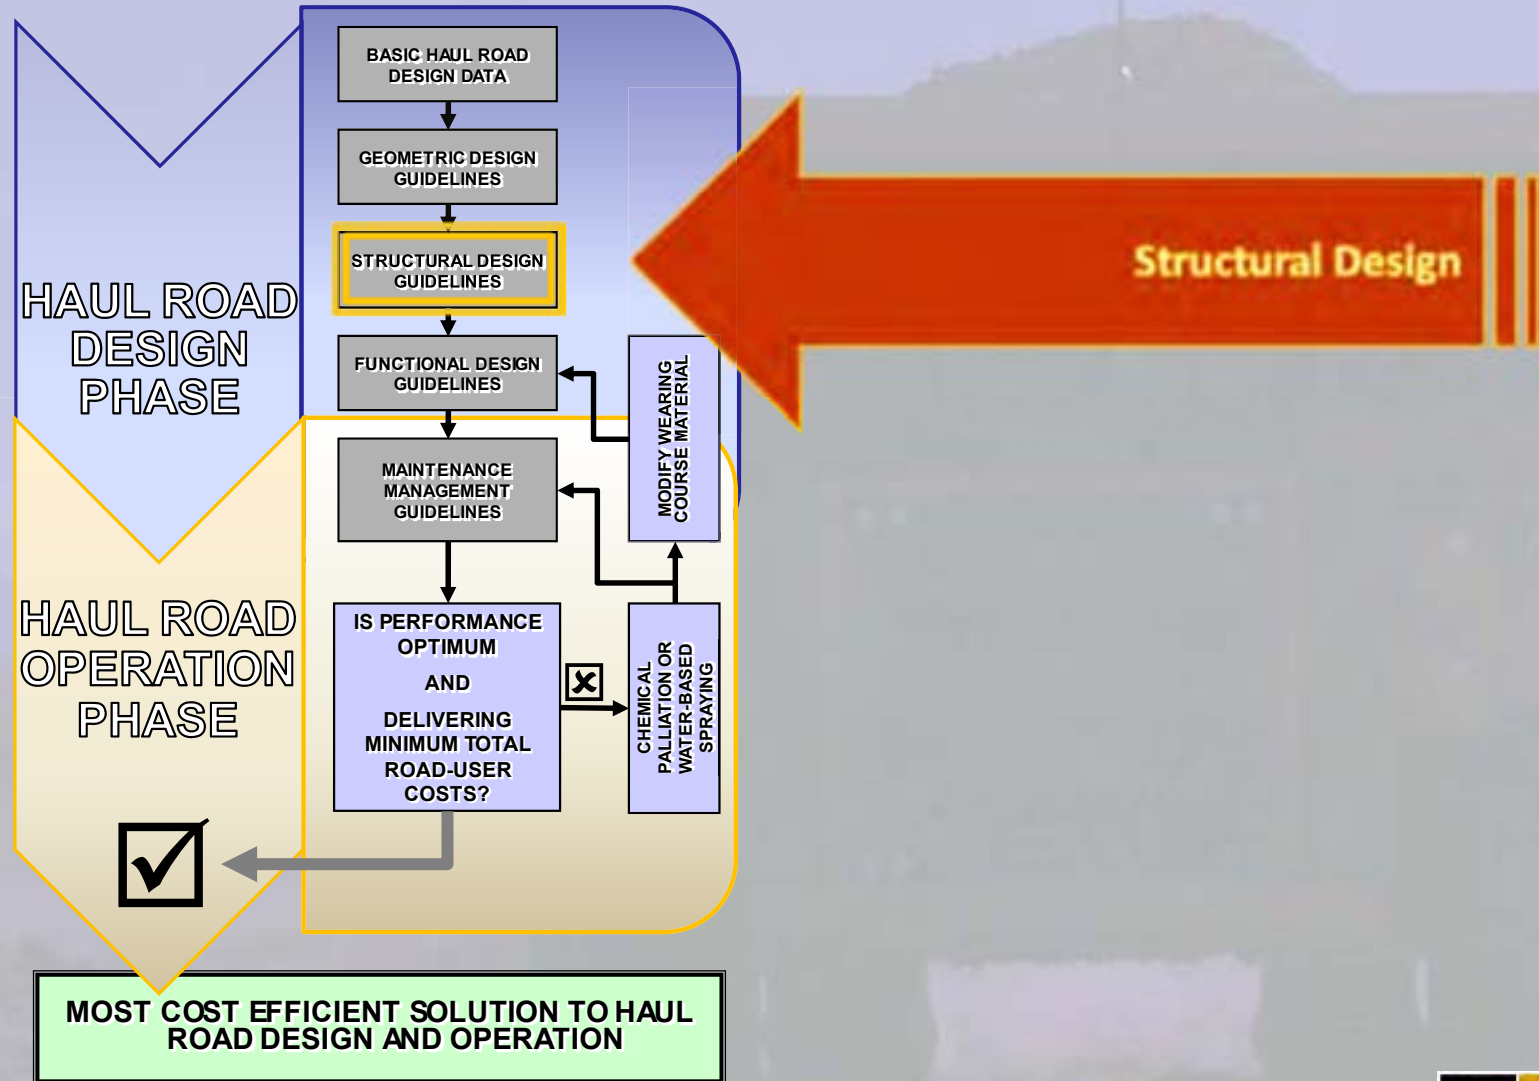 BASIC HAUL ROAD
DESIGN DATA
GEOMETRIC DESIGN
GUIDELINES
STRUCTURAL DESIGN
GUIDELINES
Structural Design
HAUL ROAD
DESIGN
PHASE
FUNCTIONAL DESIGN
GUIDELINES
MODIFY WEARING
COURSE MATERIAL
MAINTENANCE
MANAGEMENT
GUIDELINES
HAUL ROAD
OPERATION
PHASE
IS PERFORMANCE
OPTIMUM
AND
DELIVERING
MINIMUM TOTAL
ROAD-USER
COSTS?
CHEMICAL
PALLIATION OR
WATER-BASED
SPRAYING
MOST COST EFFICIENT SOLUTION TO HAUL
ROAD DESIGN AND OPERATION